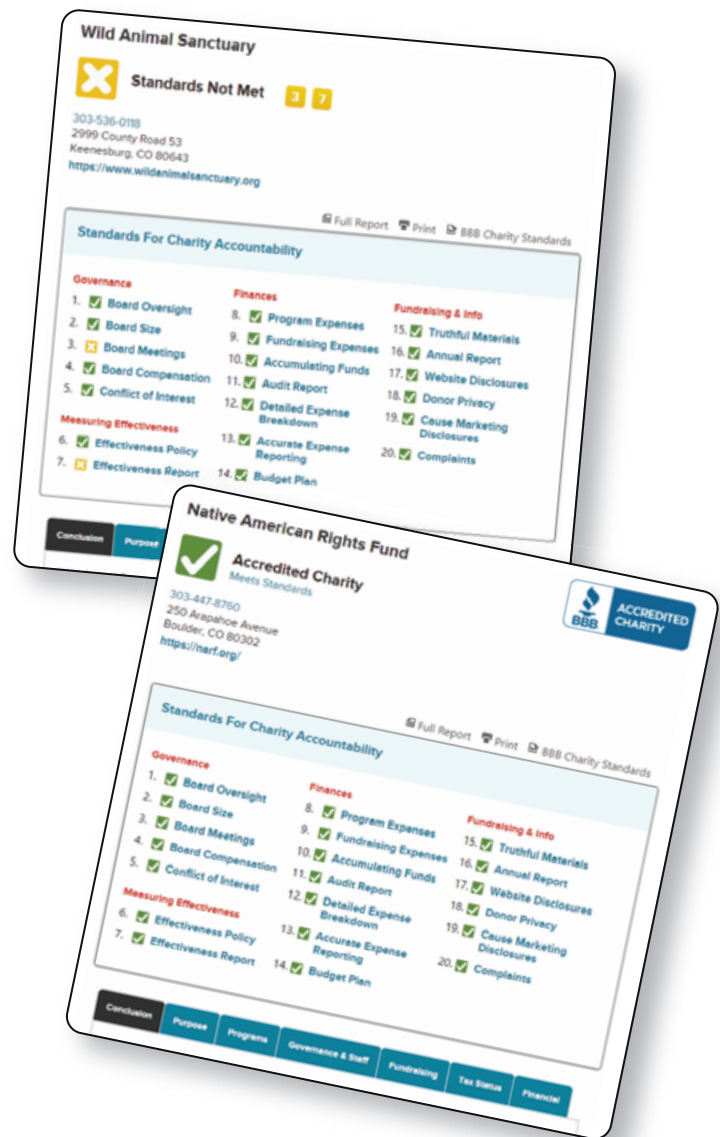 Wild Animal Sanctuary
Standards Not Met 3 7
303-536-0118
2999 County Road 53
Keenesburg, CO 80643
https://www.wildanimalsanctuary.org
Full Report Print BBB Charity Standards
Standards For Charity Accountability
Governance
1. Board Oversight
2. Board Size
3. Board Meetings
4. Board Compensation
5. Conflict of Interest
Measuring Effectiveness
6. Effectiveness Policy
7. Effectiveness Report
Finances
8. Program Expenses
9. Fundraising Expenses
10. Accumulating Funds
11. Audit Report
12. Detailed Expense
Breakdown
13. Accurate Expense
Reporting
14. Budget Plan
Fundraising & Info
15. Truthful Materials
16. Annual Report
17. Website Disclosures
18. Donor Privacy
19. Cause Marketing
Disclosures
20. Complaints
Conclusion Purpose
Native American Rights Fund
Accredited Charity
Meets Standards
BBB ACCREDITED
CHARITY
303-447-8760
250 Arapahoe Avenue
Boulder, CO 80302
https://narf.org/
Full Report Print BBB Charity Standards
Standards For Charity Accountability
Governance
1. Board Oversight
2. Board Size
3. Board Meetings
4. Board Compensation
5. Conflict of Interest
Measuring Effectiveness
6. Effectiveness Policy
7. Effectiveness Report
Finances
8. Program Expenses
9. Fundraising Expenses
10. Accumulating Funds
11. Audit Report
12. Detailed Expense
Breakdown
13. Accurate Expense
Reporting
14. Budget Plan
Fundraising & Info
15. Truthful Materials
16. Annual Report
17. Website Disclosures
18. Donor Privacy
19. Cause Marketing
Disclosures
20. Complaints
Conclusion Purpose Programs Governance & Staff Fundraising Tax Status Financial